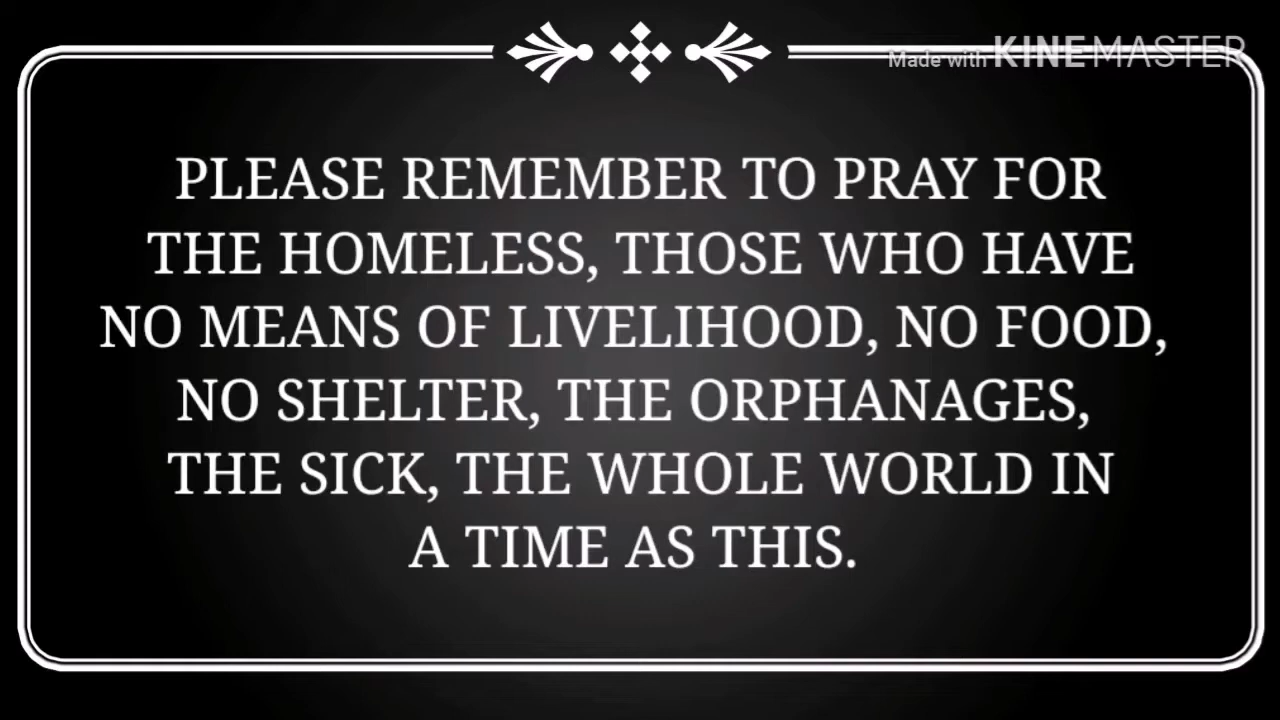 Made with KINEMASTER
PLEASE REMEMBER TO PRAY FOR
THE HOMELESS, THOSE WHO HAVE
NO MEANS OF LIVELIHOOD, NO FOOD,
NO SHELTER, THE ORPHANAGES,
THE SICK, THE WHOLE WORLD IN
A TIME AS THIS.